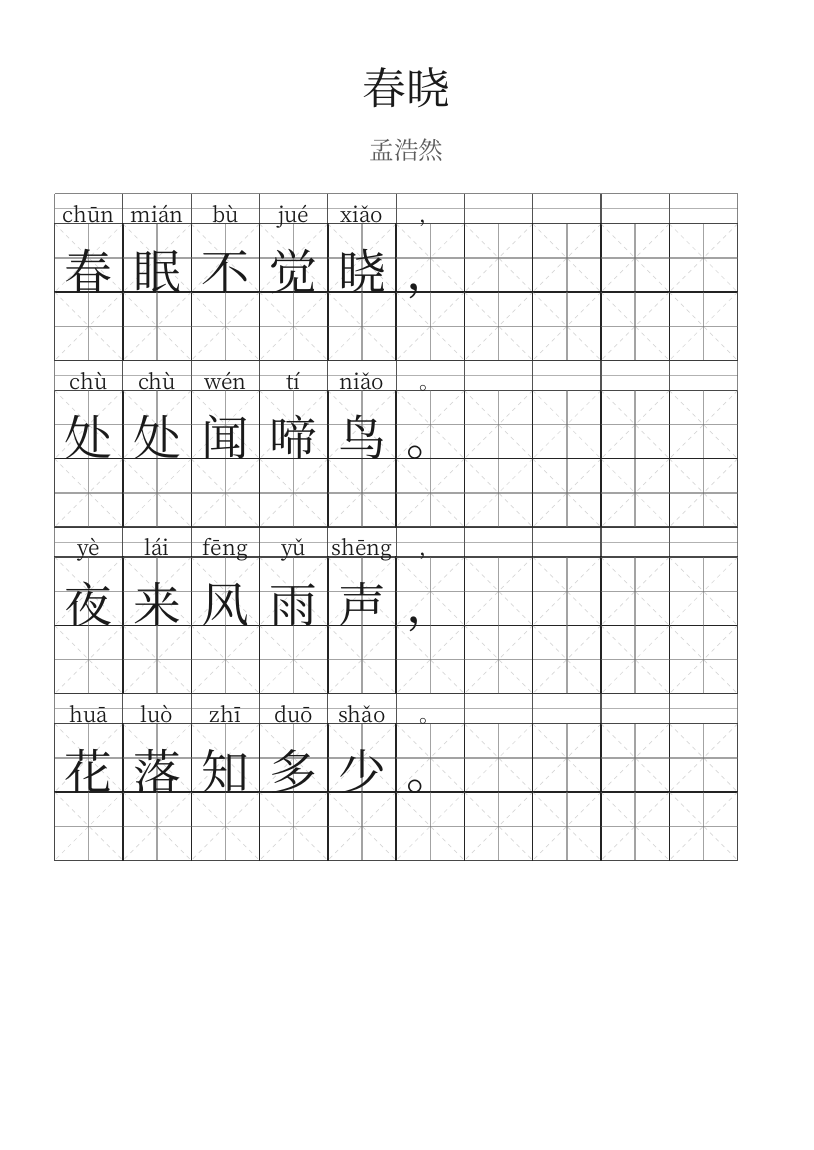 春晓
孟浩然
chūn mián bù jué xiǎo ，
春眠不觉晓，
chù chù wén tí niǎo 。
处处闻啼鸟。
yè lái fēng yǔ shēng ，
夜来风雨声，
huā luò zhī duō shǎo 。
花落知多少。